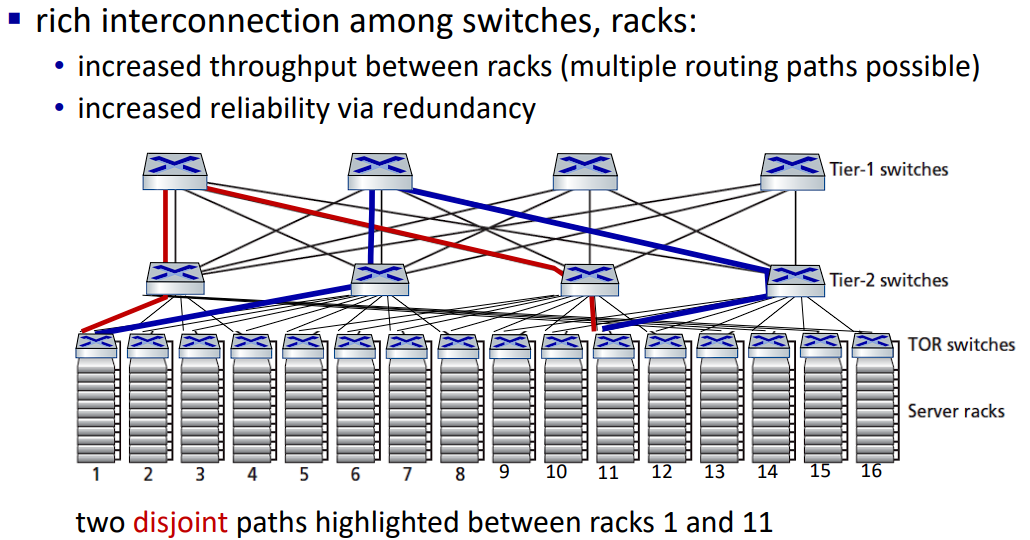 rich interconnection among switches, racks:
increased throughput between racks (multiple routing paths possible)
increased reliability via redundancy
Tier-1 switches
Tier-2 switches
TOR switches
Server racks
1 2 3 4 5 6 7 8 9 10 11 12 13 14 15 16
two disjoint paths highlighted between racks 1 and 11